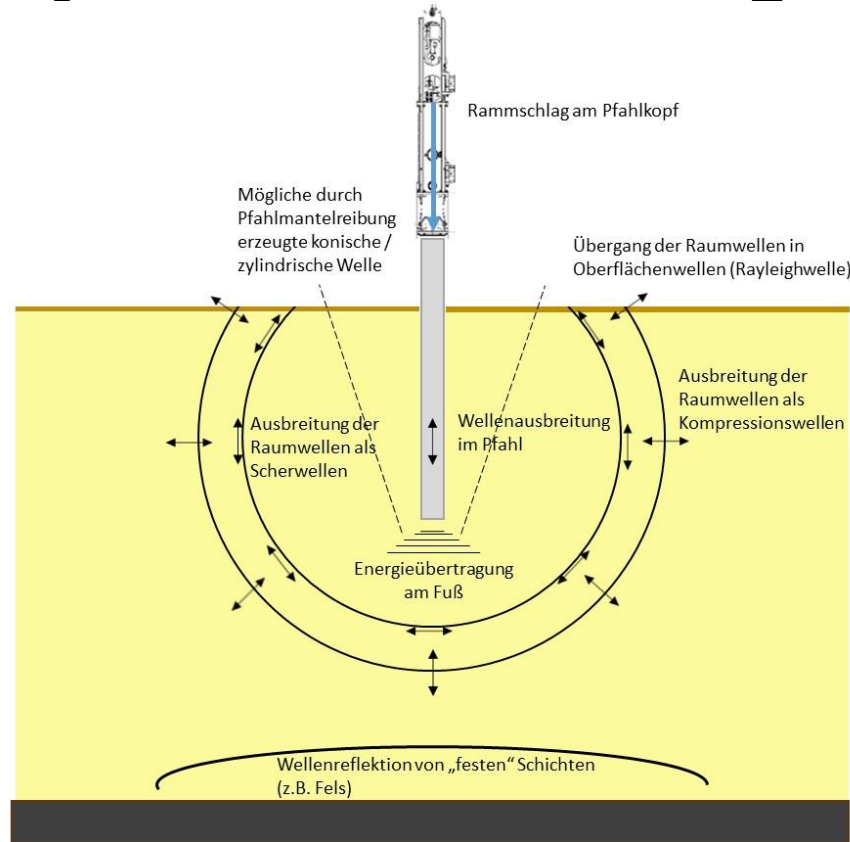 Rammschlag am Pfahlkopf
Mögliche durch
Pfahlmantelreibung
erzeugte konische /
zylindrische Welle
Übergang der Raumwellen in
Oberflächenwellen (Rayleighwelle)
Ausbreitung der
Raumwellen als
Kompressionswellen
Ausbreitung der
Raumwellen als
Scherwellen
Wellenausbreitung
im Pfahl
Energieübertragung
am Fuß
Wellenreflektion von „festen“ Schichten
(z.B. Fels)